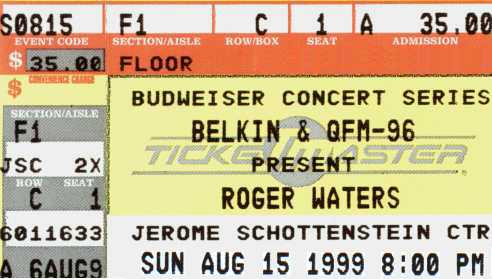 S0815 F1 C 1 A 35.00
EVENT CODE SECTION/AISLE ROW/BOX SEAT ADMISSION
$ 35.00 FLOOR
$ CONVENIENCE CHARGE
BUDWEISER CONCERT SERIES
SECTION/AISLE
F1 BELKIN & QFM-96
TICKETMASTER
JSC 2X PRESENT
ROW SEAT
C 1 ROGER WATERS
6011633 JEROME SCHOTTENSTEIN CTR
A 6AUG9 SUN AUG 15 1999 8:00 PM